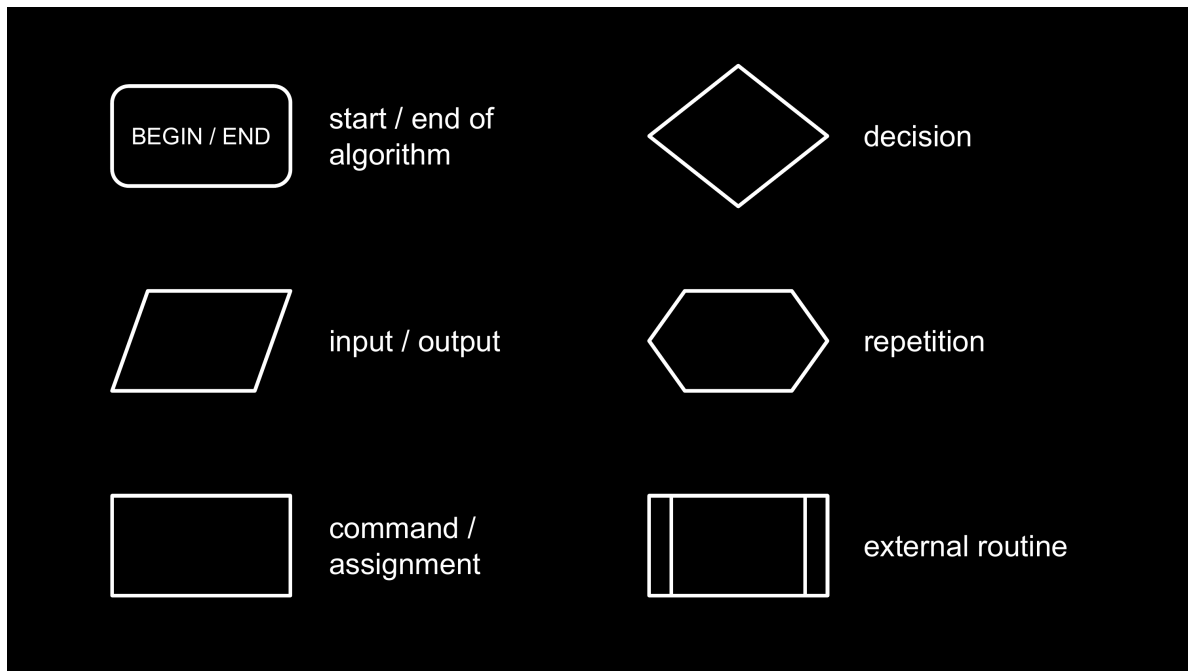 BEGIN / END
start / end of
algorithm
decision
input / output
repetition
command /
assignment
external routine